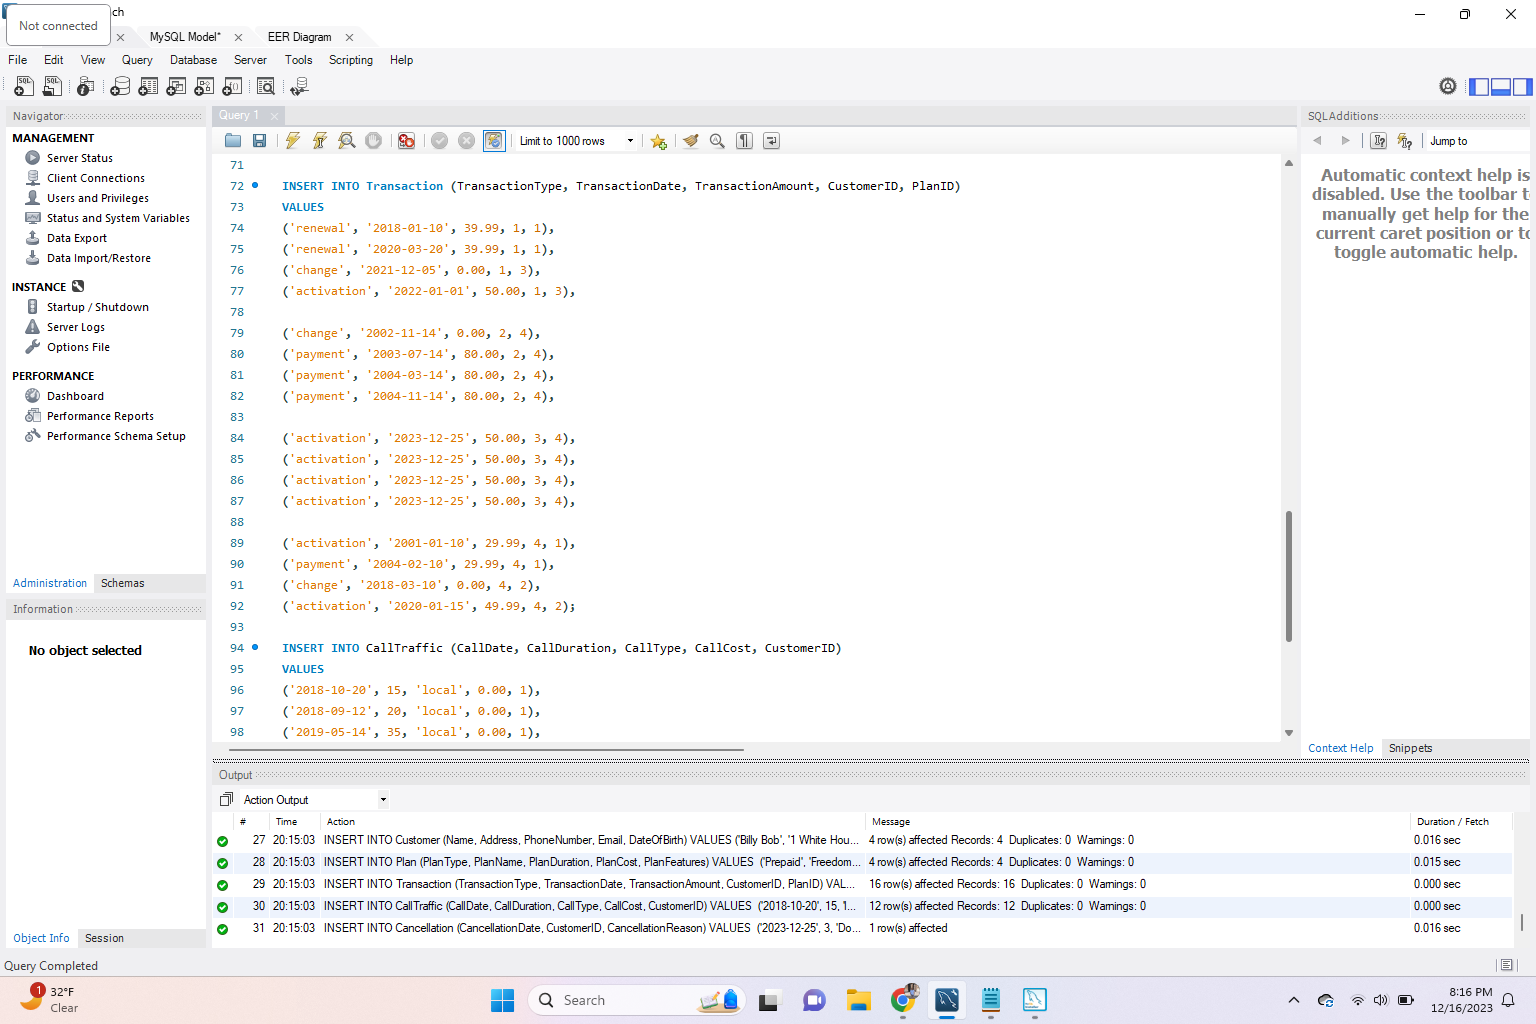 ch
Not connected
MySQL Model*
EER Diagram
File Edit View Query Database Server Tools Scripting Help
Navigator
MANAGEMENT
Server Status
Client Connections
Users and Privileges
Status and System Variables
Data Export
Data Import/Restore
INSTANCE
Startup / Shutdown
Server Logs
Options File
PERFORMANCE
Dashboard
Performance Reports
Performance Schema Setup
Administration Schemas
Information
No object selected
Object Info Session
Query 1
Limit to 1000 rows
71
72 INSERT INTO Transaction (TransactionType, TransactionDate, TransactionAmount, CustomerID, PlanID)
73 VALUES
74 ('renewal', '2018-01-10', 39.99, 1, 1),
75 ('renewal', '2020-03-20', 39.99, 1, 1),
76 ('change', '2021-12-05', 0.00, 1, 3),
77 ('activation', '2022-01-01', 50.00, 1, 3),
78
79 ('change', '2002-11-14', 0.00, 2, 4),
80 ('payment', '2003-07-14', 80.00, 2, 4),
81 ('payment', '2004-03-14', 80.00, 2, 4),
82 ('payment', '2004-11-14', 80.00, 2, 4),
83
84 ('activation', '2023-12-25', 50.00, 3, 4),
85 ('activation', '2023-12-25', 50.00, 3, 4),
86 ('activation', '2023-12-25', 50.00, 3, 4),
87 ('activation', '2023-12-25', 50.00, 3, 4),
88
89 ('activation', '2001-01-10', 29.99, 4, 1),
90 ('payment', '2004-02-10', 29.99, 4, 1),
91 ('change', '2018-03-10', 0.00, 4, 2),
92 ('activation', '2020-01-15', 49.99, 4, 2);
93
94 INSERT INTO CallTraffic (CallDate, CallDuration, CallType, CallCost, CustomerID)
95 VALUES
96 ('2018-10-20', 15, 'local', 0.00, 1),
97 ('2018-09-12', 20, 'local', 0.00, 1),
98 ('2019-05-14', 35, 'local', 0.00, 1),
SQLAdditions
Jump to
Automatic context help is
disabled. Use the toolbar t
manually get help for the
current caret position or to
toggle automatic help.
Context Help Snippets
Output
Action Output
# Time Action Message Duration / Fetch
27 20:15:03 INSERT INTO Customer (Name, Address, PhoneNumber, Email, DateOfBirth) VALUES ('Billy Bob', '1 White Hou... 4 row(s) affected Records: 4 Duplicates: 0 Warnings: 0 0.016 sec
28 20:15:03 INSERT INTO Plan (PlanType, PlanName, PlanDuration, PlanCost, PlanFeatures) VALUES ('Prepaid', 'Freedom... 4 row(s) affected Records: 4 Duplicates: 0 Warnings: 0 0.015 sec
29 20:15:03 INSERT INTO Transaction (TransactionType, TransactionDate, TransactionAmount, CustomerID, PlanID) VAL... 16 row(s) affected Records: 16 Duplicates: 0 Warnings: 0 0.000 sec
30 20:15:03 INSERT INTO CallTraffic (CallDate, CallDuration, CallType, CallCost, CustomerID) VALUES ('2018-10-20', 15, 1... 12 row(s) affected Records: 12 Duplicates: 0 Warnings: 0 0.000 sec
31 20:15:03 INSERT INTO Cancellation (CancellationDate, CustomerID, CancellationReason) VALUES ('2023-12-25', 3, 'Do... 1 row(s) affected 0.016 sec
Query Completed
1
32°F
Clear
Search
8:16 PM
12/16/2023